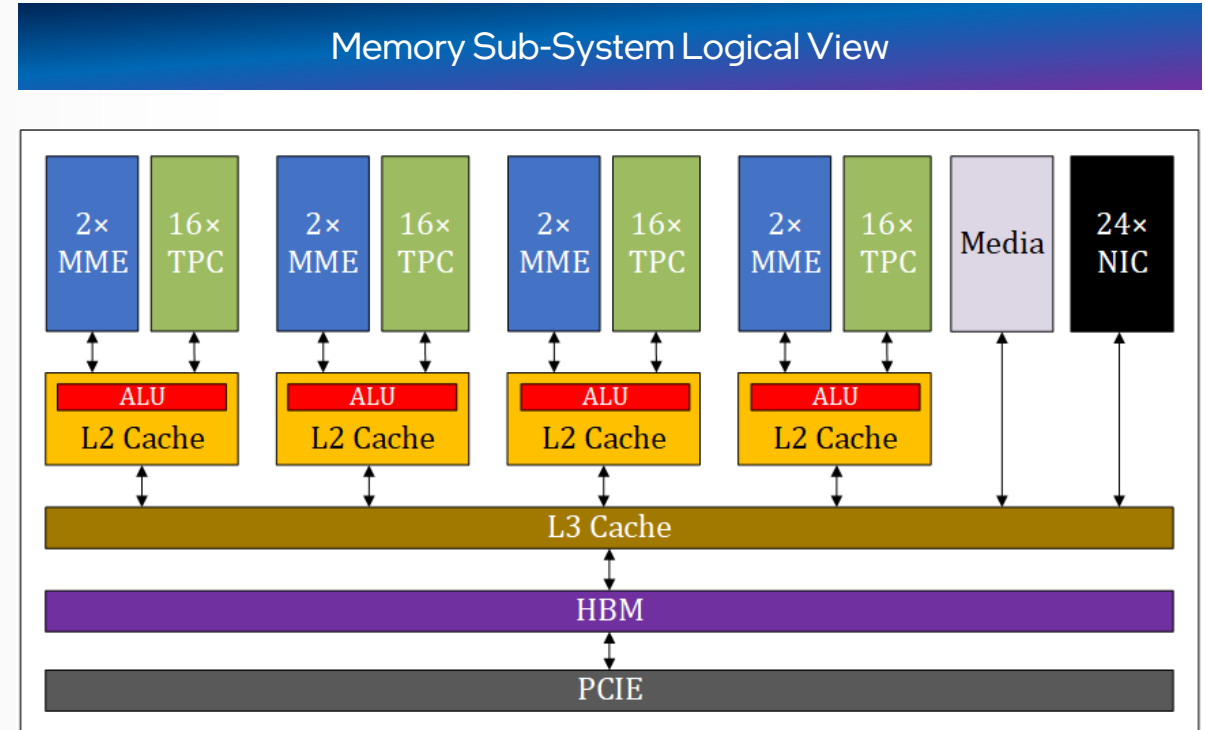 Memory Sub-System Logical View
2×
MME
16×
TPC
2×
MME
16×
TPC
2×
MME
16×
TPC
2×
MME
16×
TPC
Media
24×
NIC
ALU
L2 Cache
ALU
L2 Cache
ALU
L2 Cache
ALU
L2 Cache
L3 Cache
HBM
PCIE